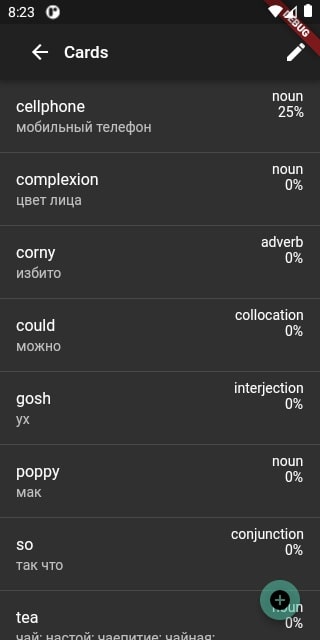 8:23
DEBUG
Cards
cellphone
noun
мобильный телефон
25%
complexion
noun
цвет лица
0%
corny
adverb
избито
0%
could
collocation
можно
0%
gosh
interjection
ух
0%
poppy
noun
мак
0%
so
conjunction
так что
0%
tea
noun
0%
чай; настой; чаепитие; чайная;